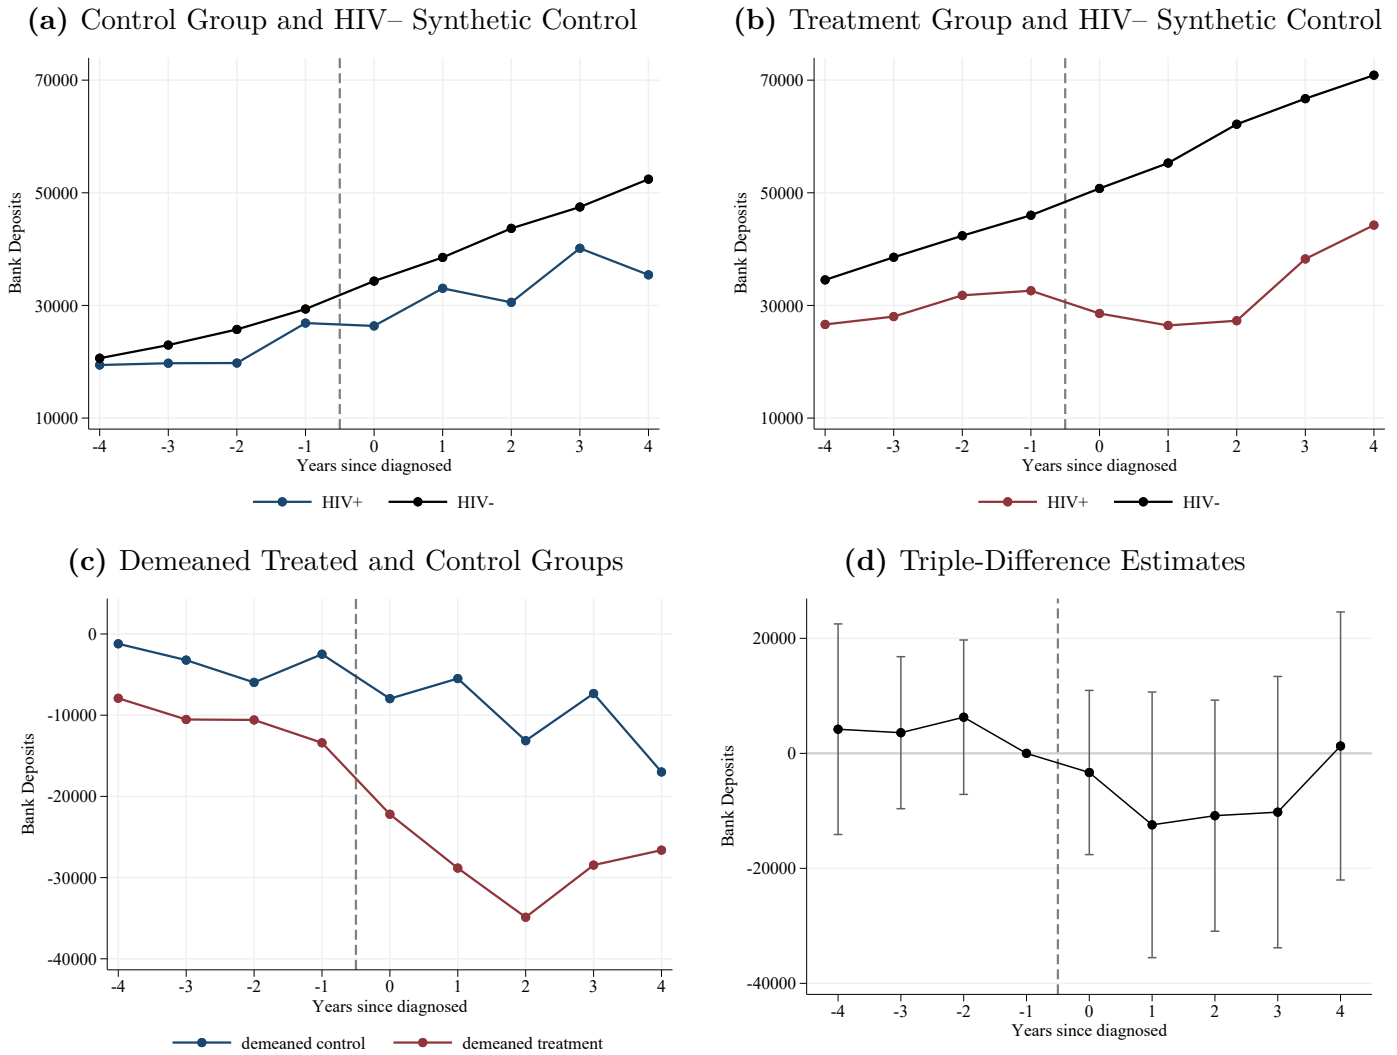 (a) Control Group and HIV– Synthetic Control
70000
50000
30000
10000
Bank Deposits
-4 -3 -2 -1 0 1 2 3 4
Years since diagnosed
HIV+ HIV-
(b) Treatment Group and HIV– Synthetic Control
70000
50000
30000
10000
Bank Deposits
-4 -3 -2 -1 0 1 2 3 4
Years since diagnosed
HIV+ HIV-
(c) Demeaned Treated and Control Groups
0
-10000
-20000
-30000
-40000
Bank Deposits
-4 -3 -2 -1 0 1 2 3 4
Years since diagnosed
demeaned control demeaned treatment
(d) Triple-Difference Estimates
20000
0
-20000
-40000
Bank Deposits
-4 -3 -2 -1 0 1 2 3 4
Years since diagnosed